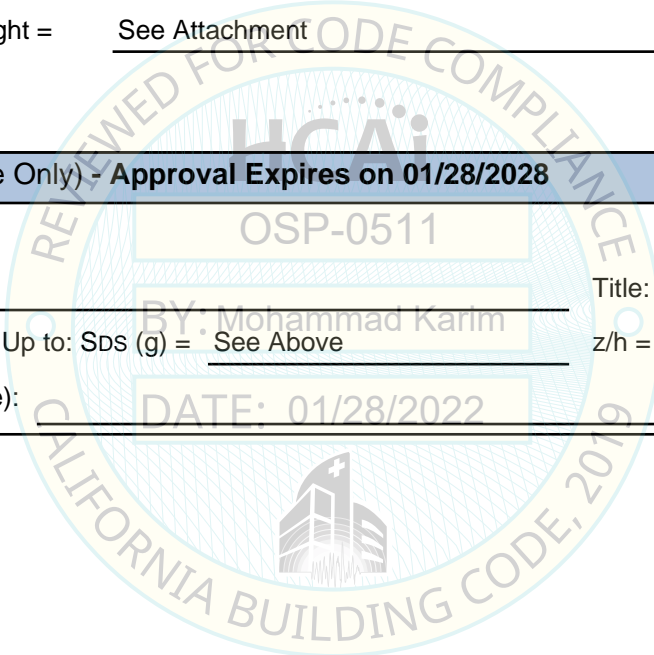 ght = See Attachment
REVIEWED FOR CODE COMPLIANCE
HCAi
e Only) - Approval Expires on 01/28/2028
OSP-0511
Title:
BY: Mohammad Karim
Up to: SDS (g) = See Above z/h =
e):
DATE: 01/28/2022
CALIFORNIA BUILDING CODE, 2019